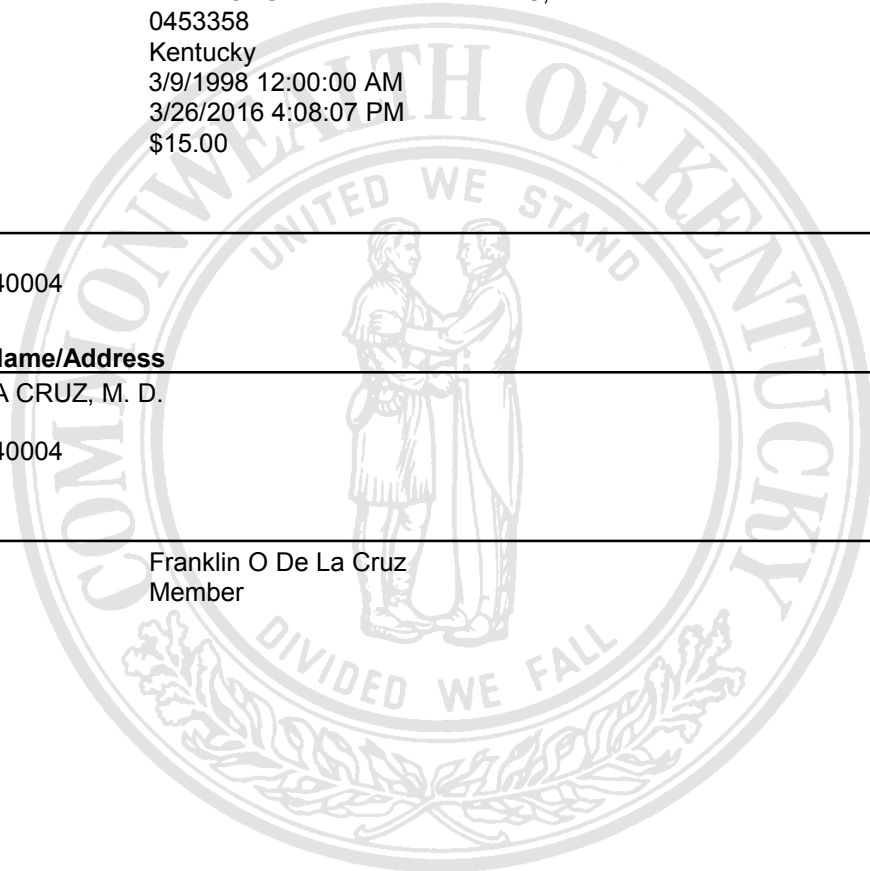 0453358
Kentucky
3/9/1998 12:00:00 AM
3/26/2016 4:08:07 PM
$15.00
40004
Name/Address
A CRUZ, M. D.
40004
Franklin O De La Cruz
Member
COMMONWEALTH OF KENTUCKY
UNITED WE STAND
DIVIDED WE FALL